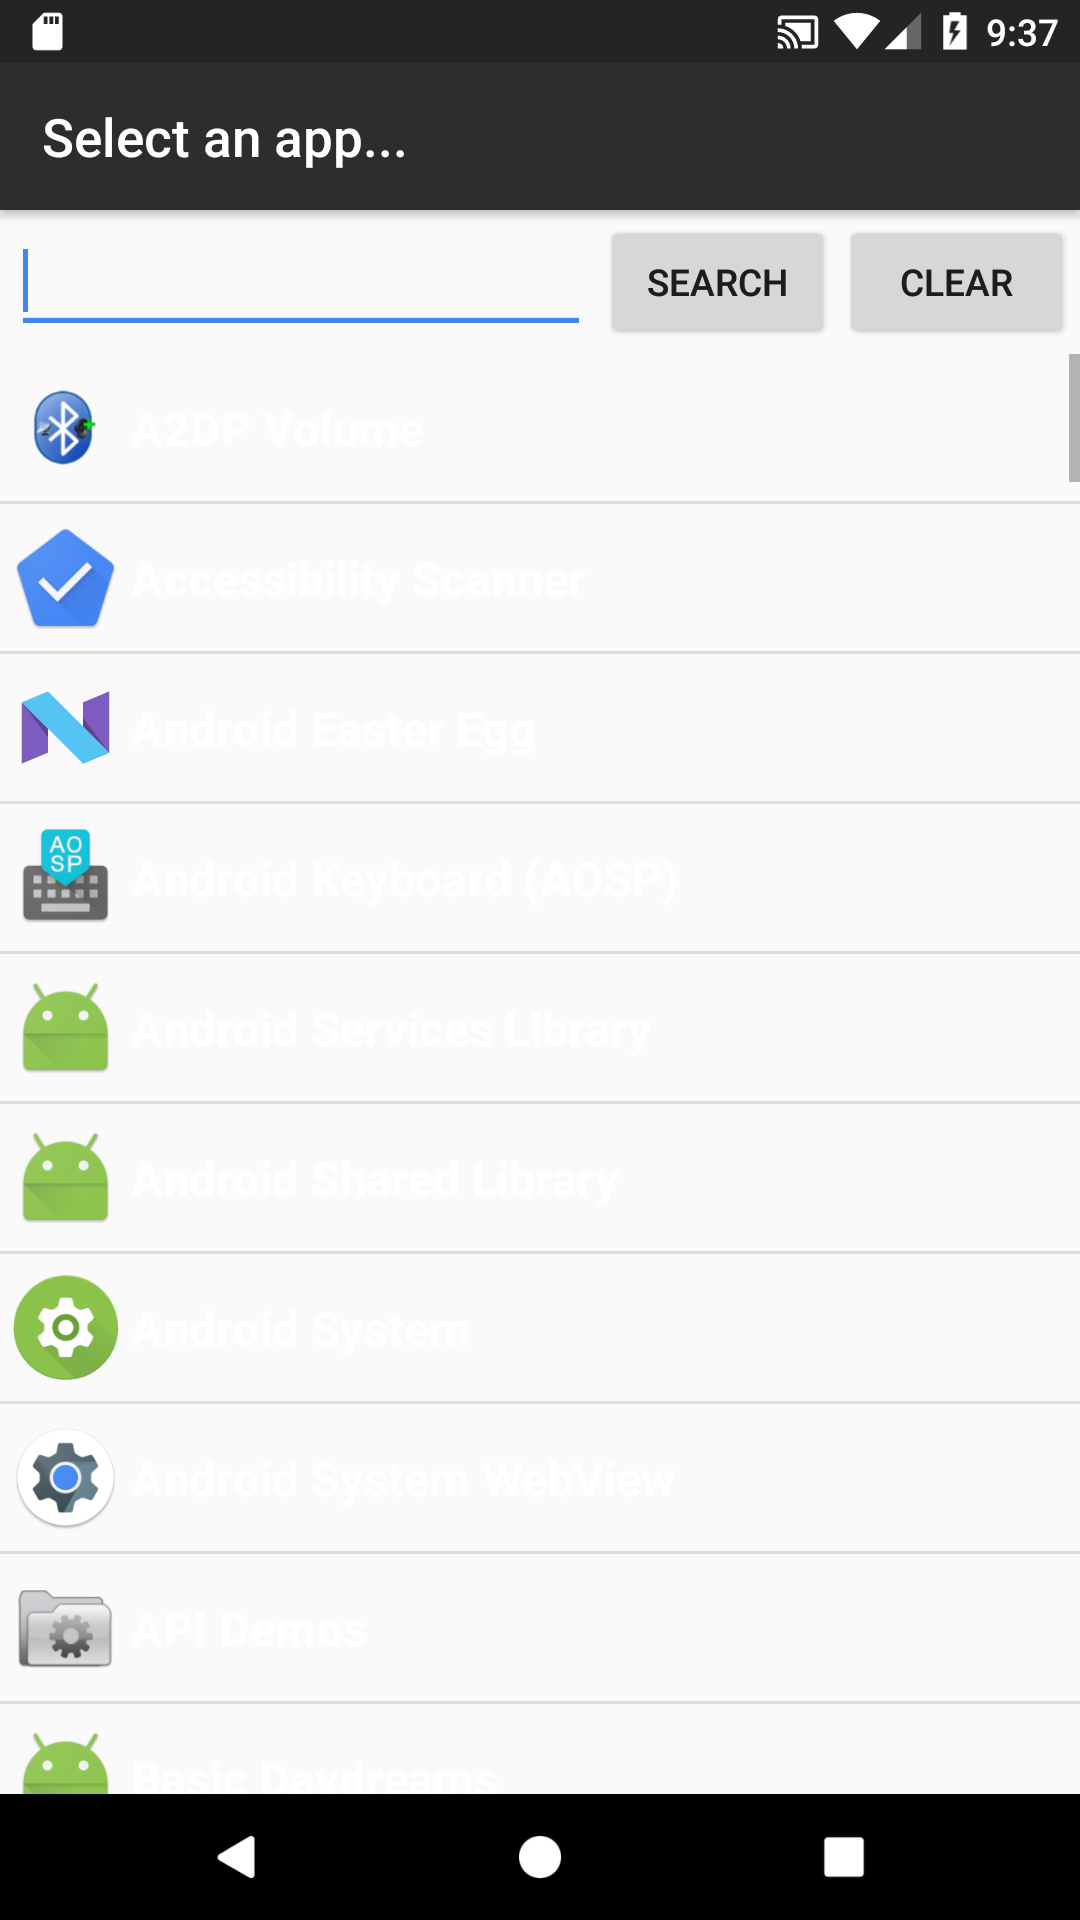 9:37
Select an app...
SEARCH CLEAR
A2DP Volume
Accessibility Scanner
Android Easter Egg
AO
SP
Android Keyboard (AOSP)
Android Services Library
Android Shared Library
Android System
Android System WebView
API Demos
Basic Daydreams